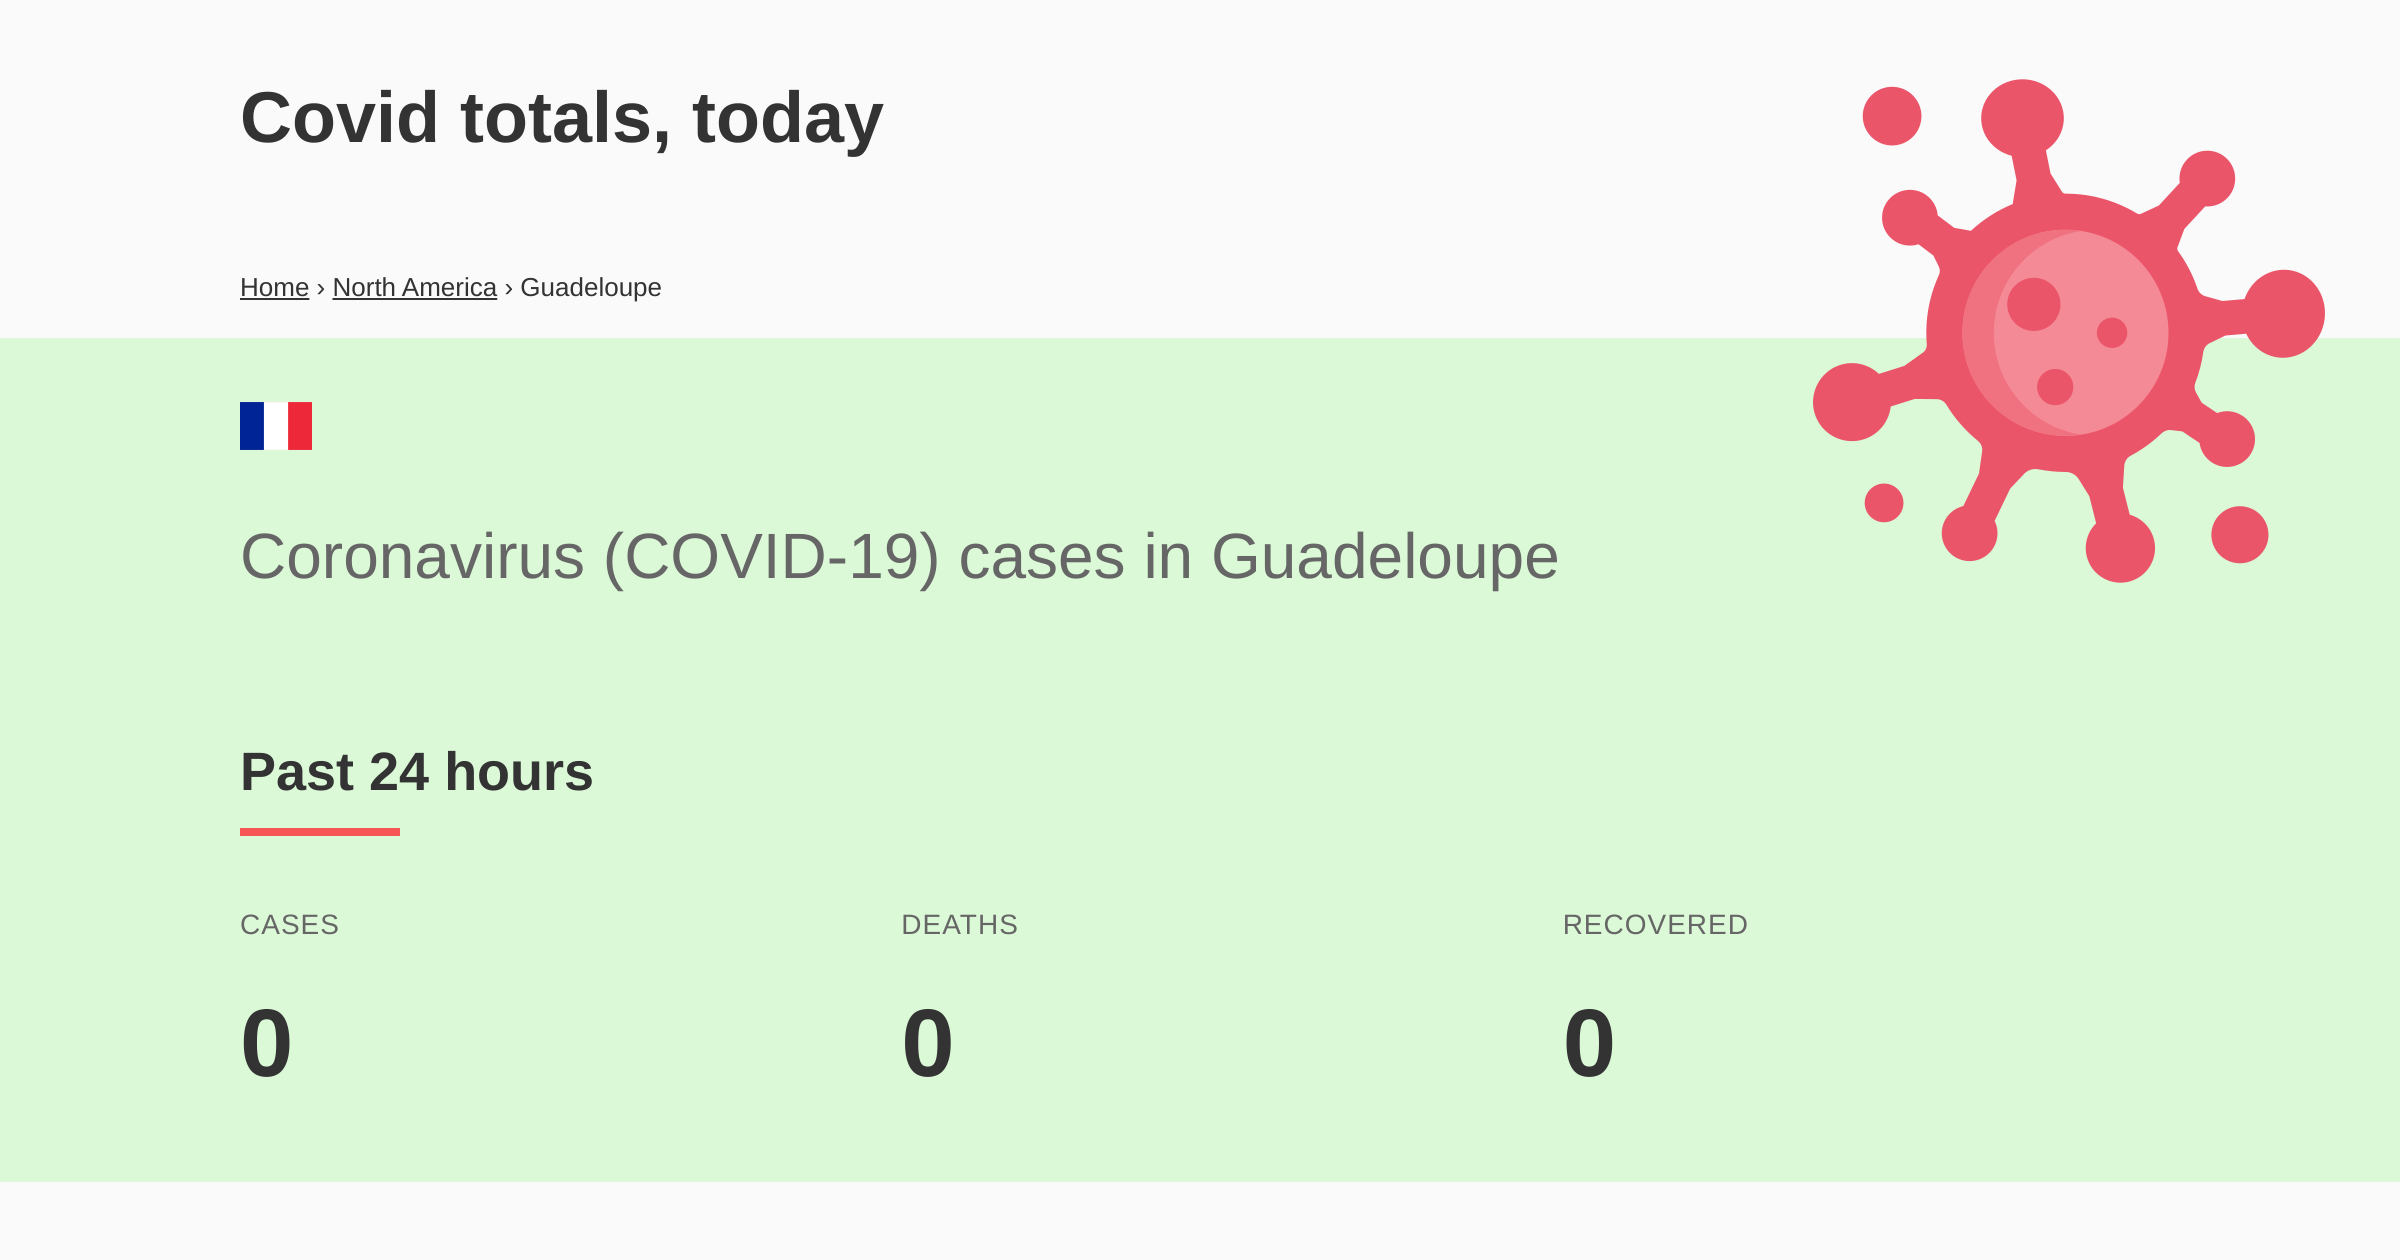 Covid totals, today
Home › North America › Guadeloupe
Coronavirus (COVID-19) cases in Guadeloupe
Past 24 hours
CASES DEATHS RECOVERED
0 0 0